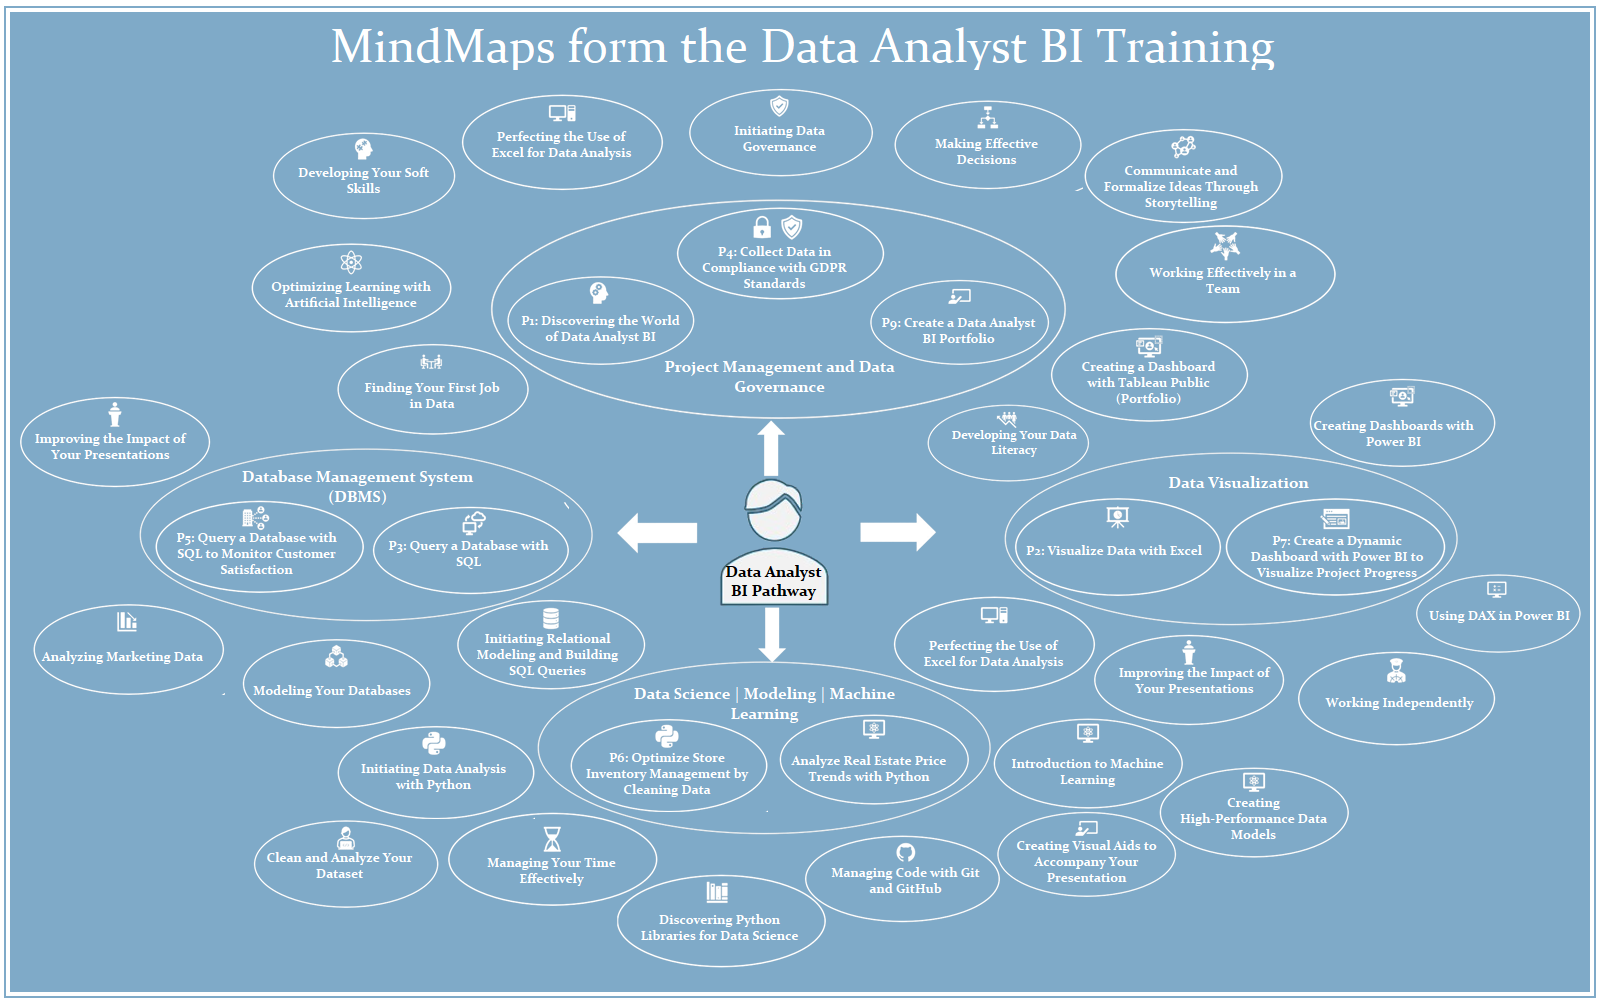 MindMaps form the Data Analyst BI Training
Perfecting the Use of
Excel for Data Analysis
Initiating Data
Governance
Making Effective
Decisions
Developing Your Soft
Skills
Communicate and
Formalize Ideas Through
Storytelling
P4: Collect Data in
Compliance with GDPR
Standards
Working Effectively in a
Team
Optimizing Learning with
Artificial Intelligence
P1: Discovering the World
of Data Analyst BI
P9: Create a Data Analyst
BI Portfolio
Project Management and Data
Governance
Finding Your First Job
in Data
Creating a Dashboard
with Tableau Public
(Portfolio)
Improving the Impact of
Your Presentations
Developing Your Data
Literacy
Creating Dashboards with
Power BI
Database Management System
(DBMS)
P5: Query a Database with
SQL to Monitor Customer
Satisfaction
P3: Query a Database with
SQL
Data Visualization
P2: Visualize Data with Excel
P7: Create a Dynamic
Dashboard with Power BI to
Visualize Project Progress
Data Analyst
BI Pathway
Using DAX in Power BI
Analyzing Marketing Data
Modeling Your Databases
Initiating Relational
Modeling and Building
SQL Queries
Perfecting the Use of
Excel for Data Analysis
Improving the Impact of
Your Presentations
Working Independently
Data Science | Modeling | Machine
Learning
P6: Optimize Store
Inventory Management by
Cleaning Data
Analyze Real Estate Price
Trends with Python
Initiating Data Analysis
with Python
Introduction to Machine
Learning
Creating
High-Performance Data
Models
Clean and Analyze Your
Dataset
Managing Your Time
Effectively
Managing Code with Git
and GitHub
Creating Visual Aids to
Accompany Your
Presentation
Discovering Python
Libraries for Data Science